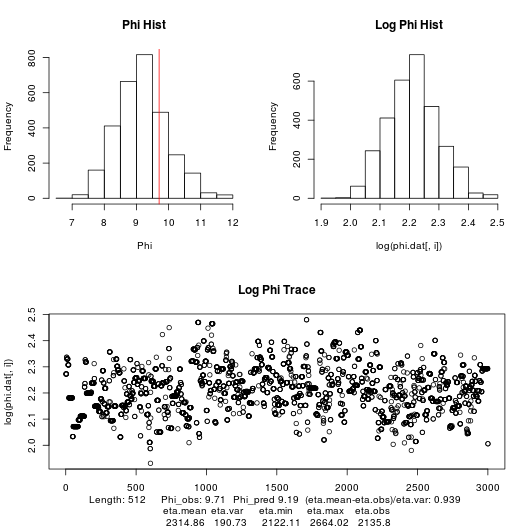 Phi Hist
Log Phi Hist
Frequency
0 200 400 600 800
7 8 9 10 11 12
Phi
Frequency
0 200 400 600
1.9 2.0 2.1 2.2 2.3 2.4 2.5
log(phi.dat[, i])
Log Phi Trace
log(phi.dat[, i])
2.0 2.1 2.2 2.3 2.4 2.5
0 500 1000 1500 2000 2500 3000
Length: 512 Phi_obs: 9.71 Phi_pred 9.19 (eta.mean-eta.obs)/eta.var: 0.939
eta.mean eta.var eta.min eta.max eta.obs
2314.86 190.73 2122.11 2664.02 2135.8